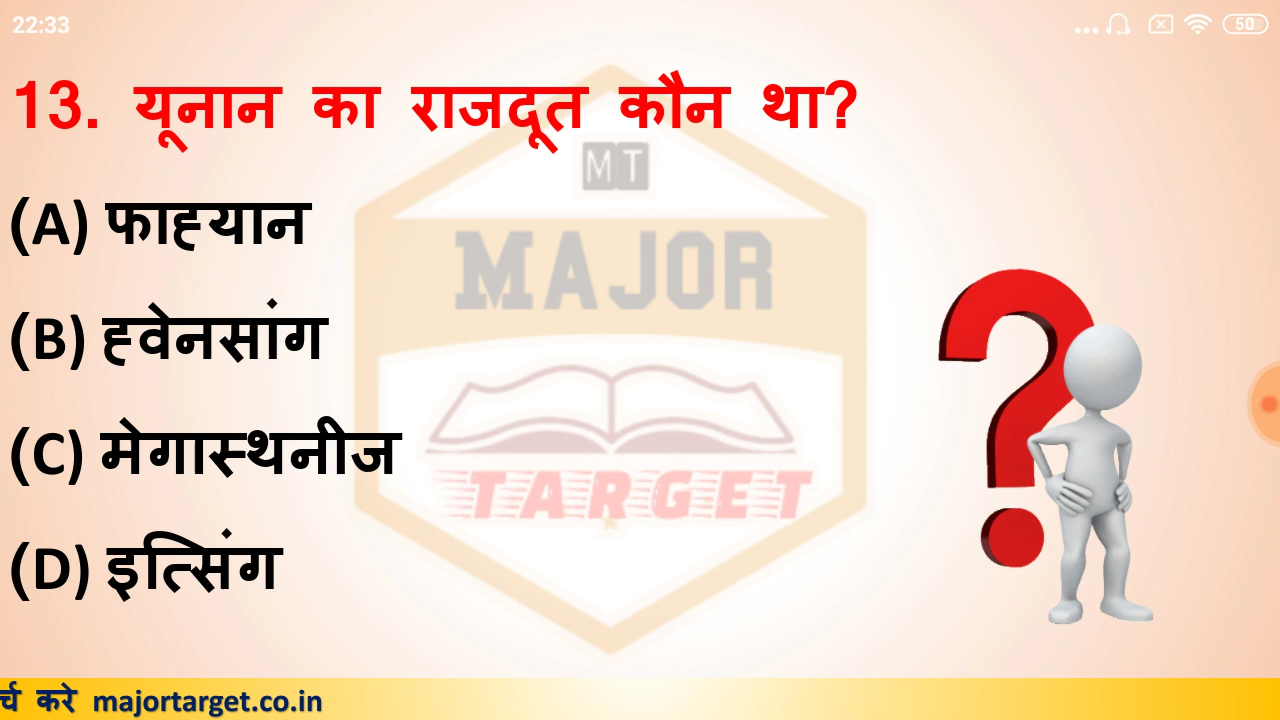 22:33
50
13. यूनान का राजदूत कौन था?
MT
(A) फाह्यान
MAJOR
(B) ह्वेनसांग
(C) मेगास्थनीज
TARGET
(D) इत्सिंग
र्च करे majortarget.co.in